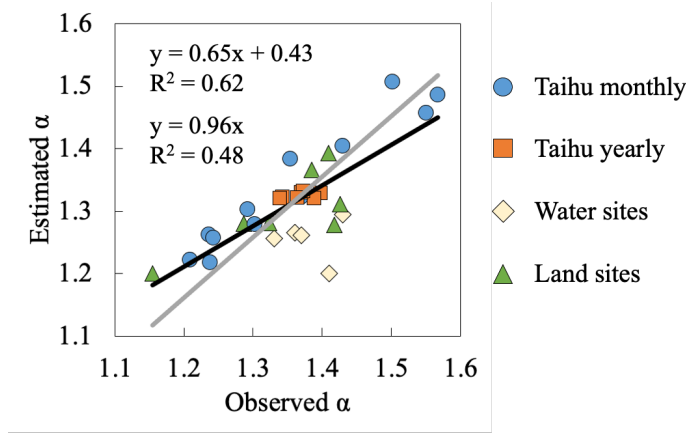 1.6
1.5
1.4
1.3
1.2
1.1
Estimated α
y = 0.65x + 0.43
R² = 0.62
y = 0.96x
R² = 0.48
1.1 1.2 1.3 1.4 1.5 1.6
Observed α
Taihu monthly
Taihu yearly
Water sites
Land sites